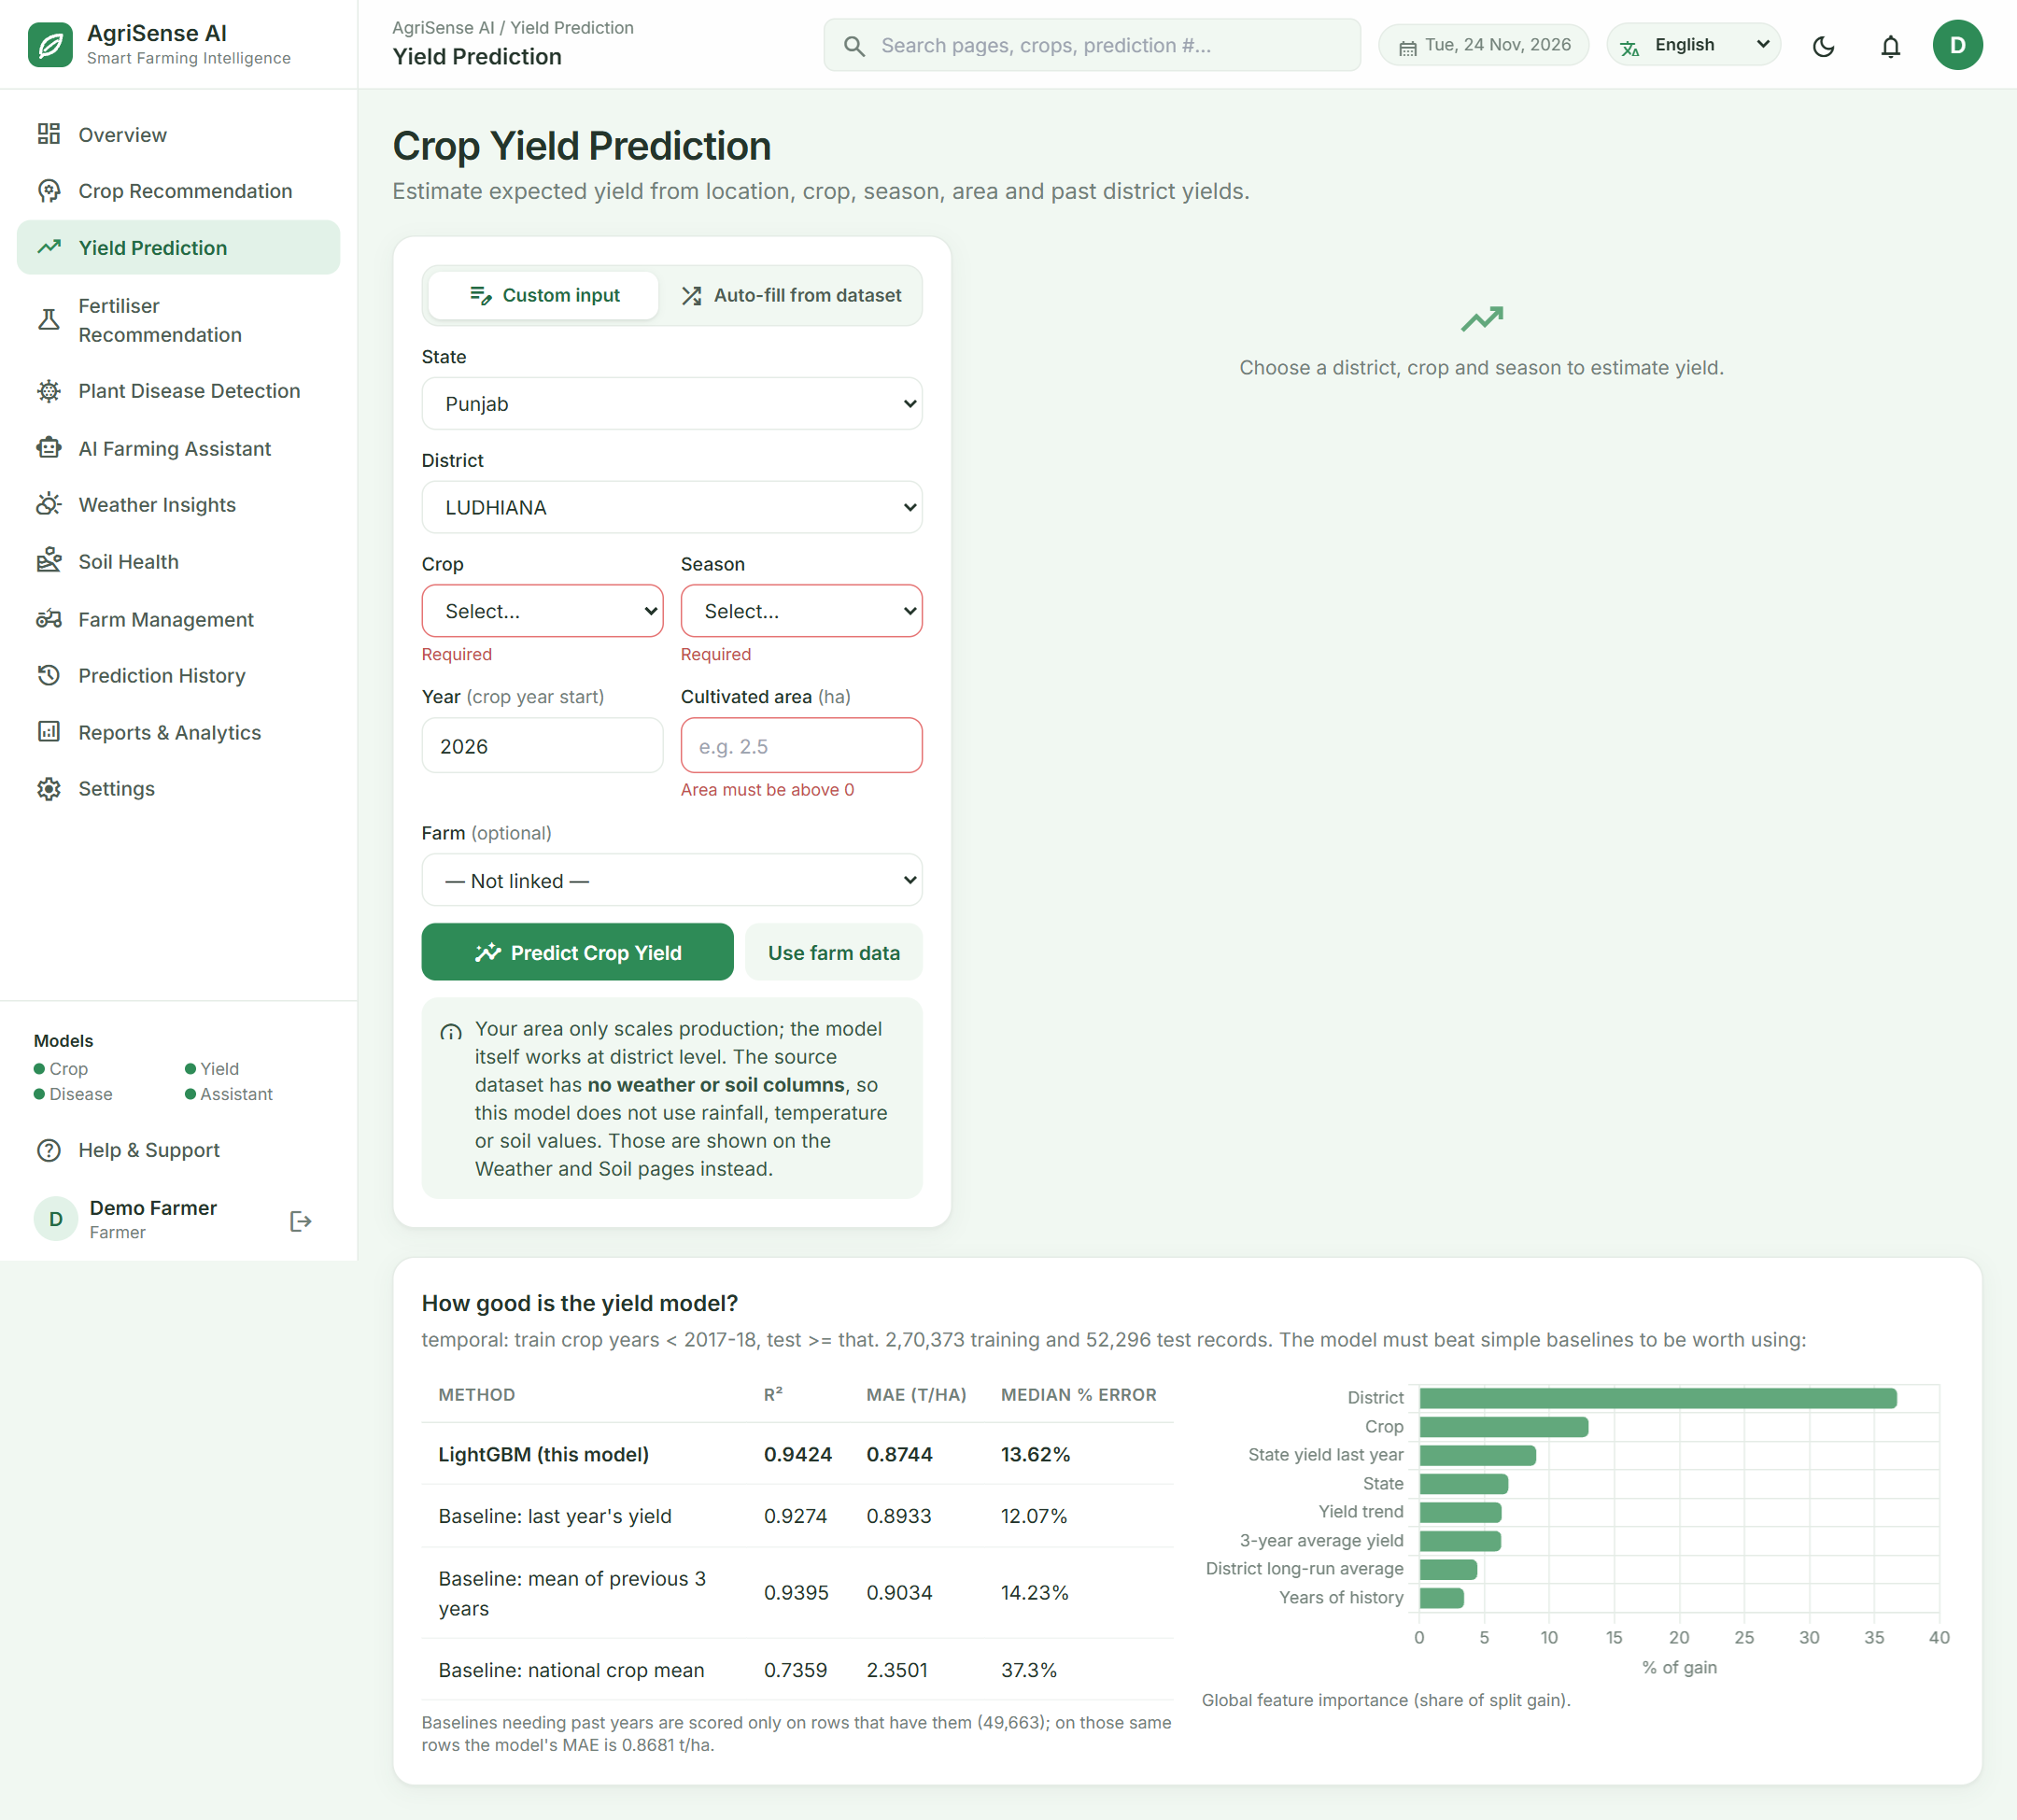 AgriSense AI
Smart Farming Intelligence
AgriSense AI / Yield Prediction
Yield Prediction
Search pages, crops, prediction #...
Tue, 24 Nov, 2026
English
D
Overview
Crop Recommendation
Yield Prediction
Fertiliser
Recommendation
Plant Disease Detection
AI Farming Assistant
Weather Insights
Soil Health
Farm Management
Prediction History
Reports & Analytics
Settings
Models
Crop
Yield
Disease
Assistant
Help & Support
D
Demo Farmer
Farmer
Crop Yield Prediction
Estimate expected yield from location, crop, season, area and past district yields.
Custom input
Auto-fill from dataset
State
Punjab
District
LUDHIANA
Crop
Season
Select...
Select...
Required
Required
Year (crop year start)
Cultivated area (ha)
2026
e.g. 2.5
Area must be above 0
Farm (optional)
— Not linked —
Predict Crop Yield
Use farm data
Your area only scales production; the model
itself works at district level. The source
dataset has no weather or soil columns, so
this model does not use rainfall, temperature
or soil values. Those are shown on the
Weather and Soil pages instead.
Choose a district, crop and season to estimate yield.
How good is the yield model?
temporal: train crop years < 2017-18, test >= that. 2,70,373 training and 52,296 test records. The model must beat simple baselines to be worth using:
METHOD R² MAE (T/HA) MEDIAN % ERROR
LightGBM (this model) 0.9424 0.8744 13.62%
Baseline: last year's yield 0.9274 0.8933 12.07%
Baseline: mean of previous 3
years 0.9395 0.9034 14.23%
Baseline: national crop mean 0.7359 2.3501 37.3%
Baselines needing past years are scored only on rows that have them (49,663); on those same
rows the model's MAE is 0.8681 t/ha.
District
Crop
State yield last year
State
Yield trend
3-year average yield
District long-run average
Years of history
0 5 10 15 20 25 30 35 40
% of gain
Global feature importance (share of split gain).